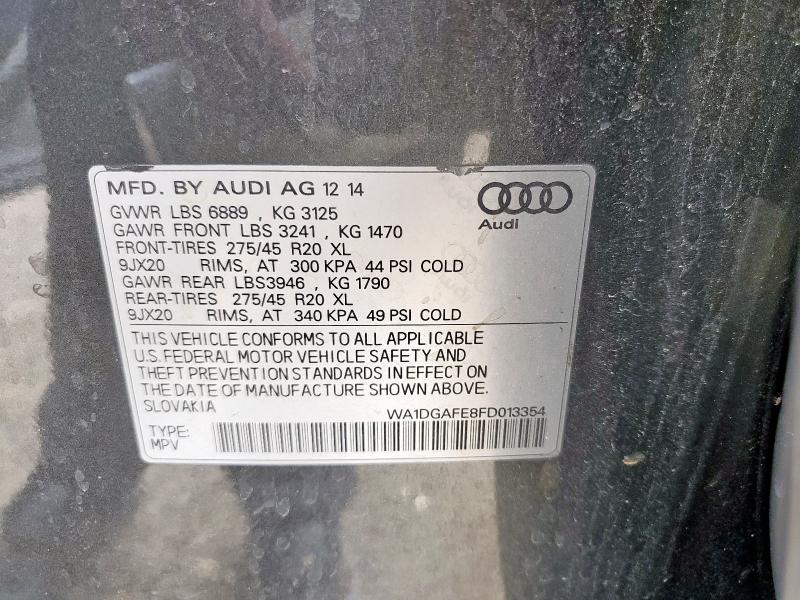 MFD. BY AUDI AG 12 14
Audi
GVWR LBS 6889 , KG 3125
GAWR FRONT LBS 3241 , KG 1470
FRONT-TIRES 275/45 R20 XL
9JX20 RIMS, AT 300 KPA 44 PSI COLD
GAWR REAR LBS3946 , KG 1790
REAR-TIRES 275/45 R20 XL
9JX20 RIMS, AT 340 KPA 49 PSI COLD
THIS VEHICLE CONFORMS TO ALL APPLICABLE
U.S. FEDERAL MOTOR VEHICLE SAFETY AND
THEFT PREVENTION STANDARDS IN EFFECT ON
THE DATE OF MANUFACTURE SHOWN ABOVE.
SLOVAKIA WA1DGAFE8FD013354
TYPE:
MPV